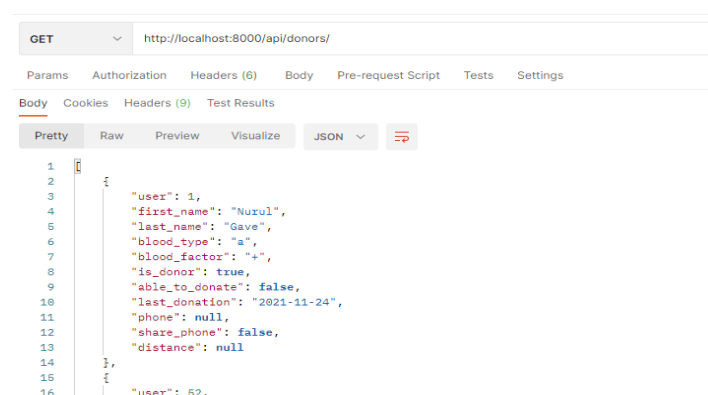 GET http://localhost:8000/api/donors/
Params Authorization Headers (6) Body Pre-request Script Tests Settings
Body Cookies Headers (9) Test Results
Pretty Raw Preview Visualize JSON
1 [
2 {
3 "user": 1,
4 "first_name": "Nurul",
5 "last_name": "Gave",
6 "blood_type": "a",
7 "blood_factor": "+",
8 "is_donor": true,
9 "able_to_donate": false,
10 "last_donation": "2021-11-24",
11 "phone": null,
12 "share_phone": false,
13 "distance": null
14 },
15 {
16 "user": 52,